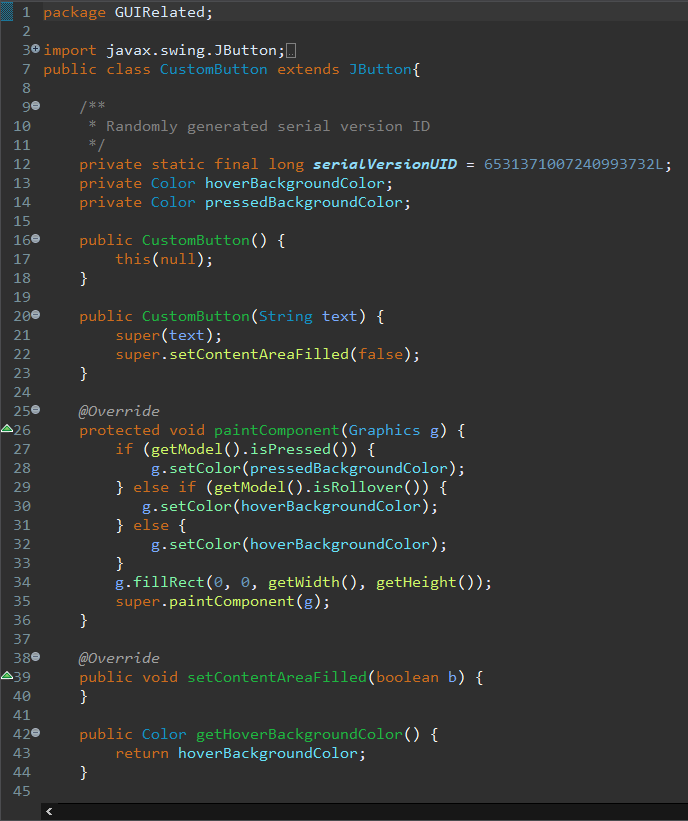 1 package GUIRelated;
2
3 import javax.swing.JButton;
7 public class CustomButton extends JButton{
8
9 /**
10 * Randomly generated serial version ID
11 */
12 private static final long serialVersionUID = 6531371007240993732L;
13 private Color hoverBackgroundColor;
14 private Color pressedBackgroundColor;
15
16 public CustomButton() {
17 this(null);
18 }
19
20 public CustomButton(String text) {
21 super(text);
22 super.setContentAreaFilled(false);
23 }
24
25 @Override
26 protected void paintComponent(Graphics g) {
27 if (getModel().isPressed()) {
28 g.setColor(pressedBackgroundColor);
29 } else if (getModel().isRollover()) {
30 g.setColor(hoverBackgroundColor);
31 } else {
32 g.setColor(hoverBackgroundColor);
33 }
34 g.fillRect(0, 0, getWidth(), getHeight());
35 super.paintComponent(g);
36 }
37
38 @Override
39 public void setContentAreaFilled(boolean b) {
40 }
41
42 public Color getHoverBackgroundColor() {
43 return hoverBackgroundColor;
44 }
45